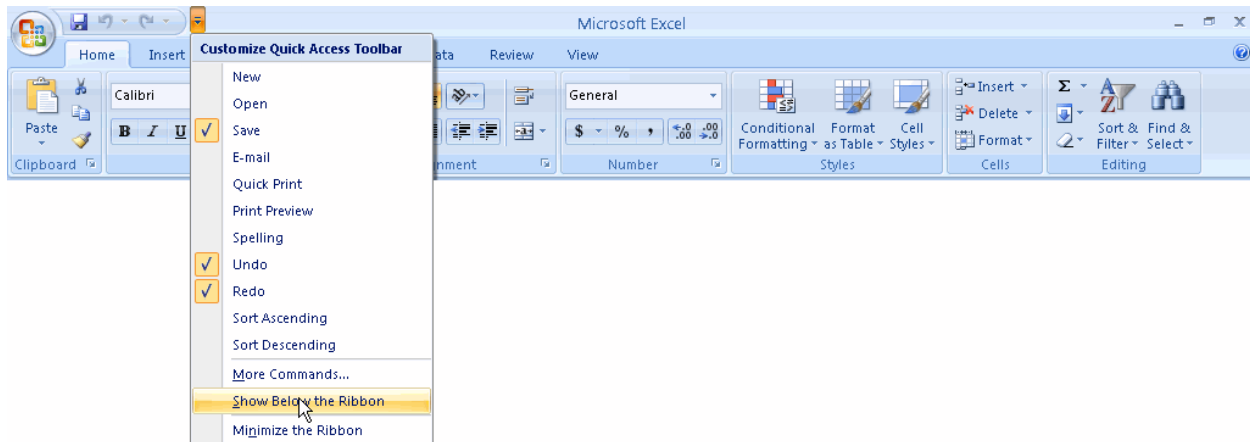 Microsoft Excel
Home Insert ata Review View
Customize Quick Access Toolbar
New
Open
Save
E-mail
Quick Print
Print Preview
Spelling
Undo
Redo
Sort Ascending
Sort Descending
More Commands...
Show Below the Ribbon
Minimize the Ribbon
Paste
Clipboard
Calibri
B I U
nment
General
$ % , .00 .0
Number
Conditional Formatting
Format as Table
Cell Styles
Styles
Insert
Delete
Format
Cells
Σ
Sort & Filter
Find & Select
Editing